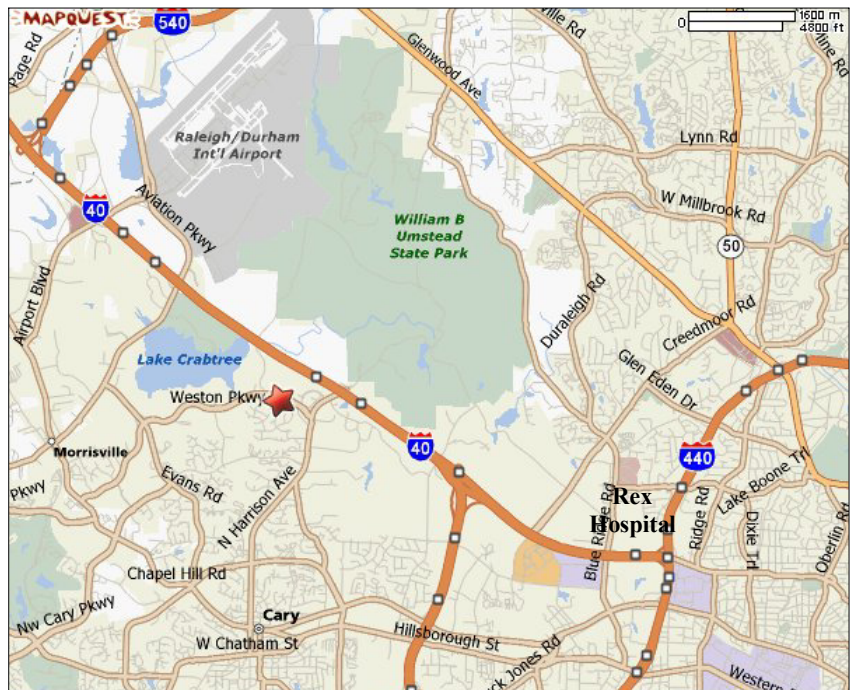 MAPQUEST
540
1600 m
0
4800 ft
Page Rd
Glenwood Ave
Raleigh/Durham
Int'l Airport
Lynn Rd
40
Aviation Pkwy
William B
Umstead
State Park
W Millbrook Rd
50
Airport Blvd
Duraleigh Rd
Creedmoor Rd
Lake Crabtree
Glen Eden Dr
Weston Pkwy
Morrisville
40
440
Pkwy
Evans Rd
N Harrison Ave
Lake Boone Trl
Rex
Hospital
Blue Ridge Rd
Ridge Rd
Dixie Trl
Oberlin Rd
Chapel Hill Rd
Nw Cary Pkwy
Cary
W Chatham St
Hillsborough St
uck Jones Rd
Western